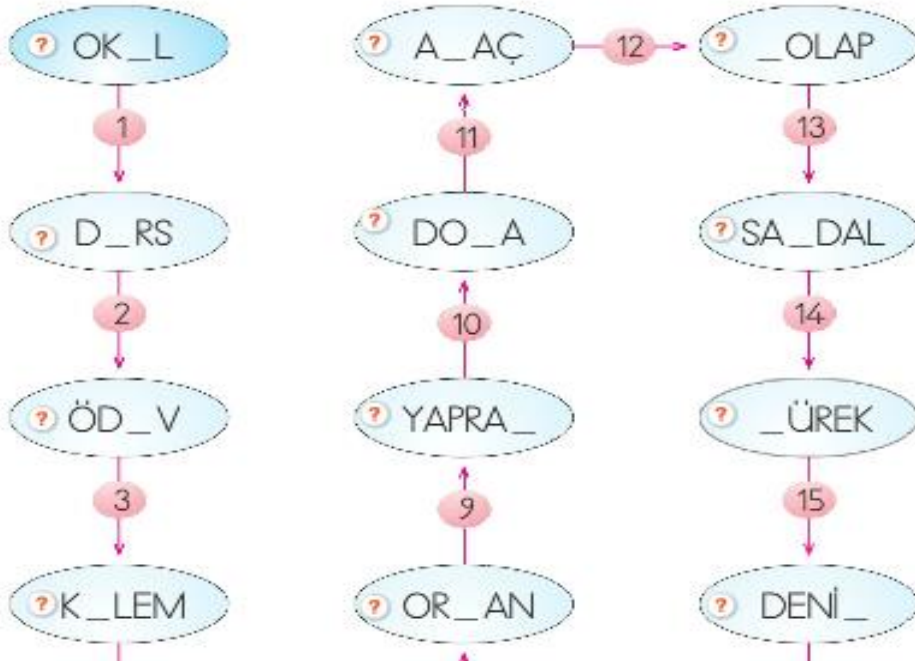 ? OK_L
1
? D_RS
2
? ÖD_V
3
? K_LEM
? A_AÇ
11
? DO_A
10
? YAPRA_
9
? OR_AN
12
? _OLAP
13
? SA_DAL
14
? _ÜREK
15
? DENİ_